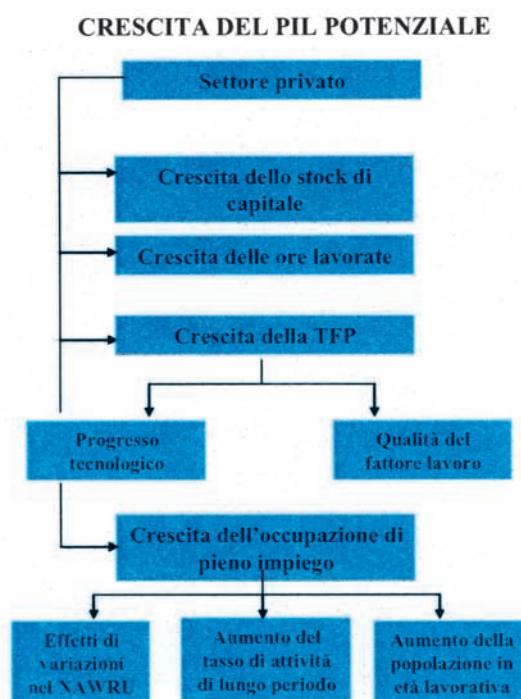 CRESCITA DEL PIL POTENZIALE
Settore privato
Crescita dello stock di
capitale
Crescita delle ore lavorate
Crescita della TFP
Progresso
tecnologico
Qualità del
fattore lavoro
Crescita dell'occupazione di
pieno impiego
Effetti di
variazioni
nel NAWRU
Aumento del
tasso di attività
di lungo periodo
Aumento della
popolazione in
età lavorativa